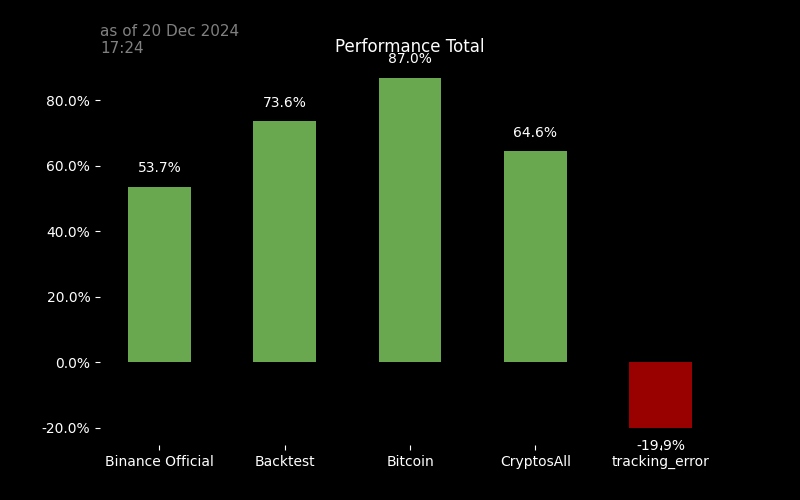 as of 20 Dec 2024
17:24
Performance Total
87.0%
80.0%
73.6%
64.6%
60.0%
53.7%
40.0%
20.0%
0.0%
-20.0%
-19.9%
Binance Official
Backtest
Bitcoin
CryptosAll
tracking_error